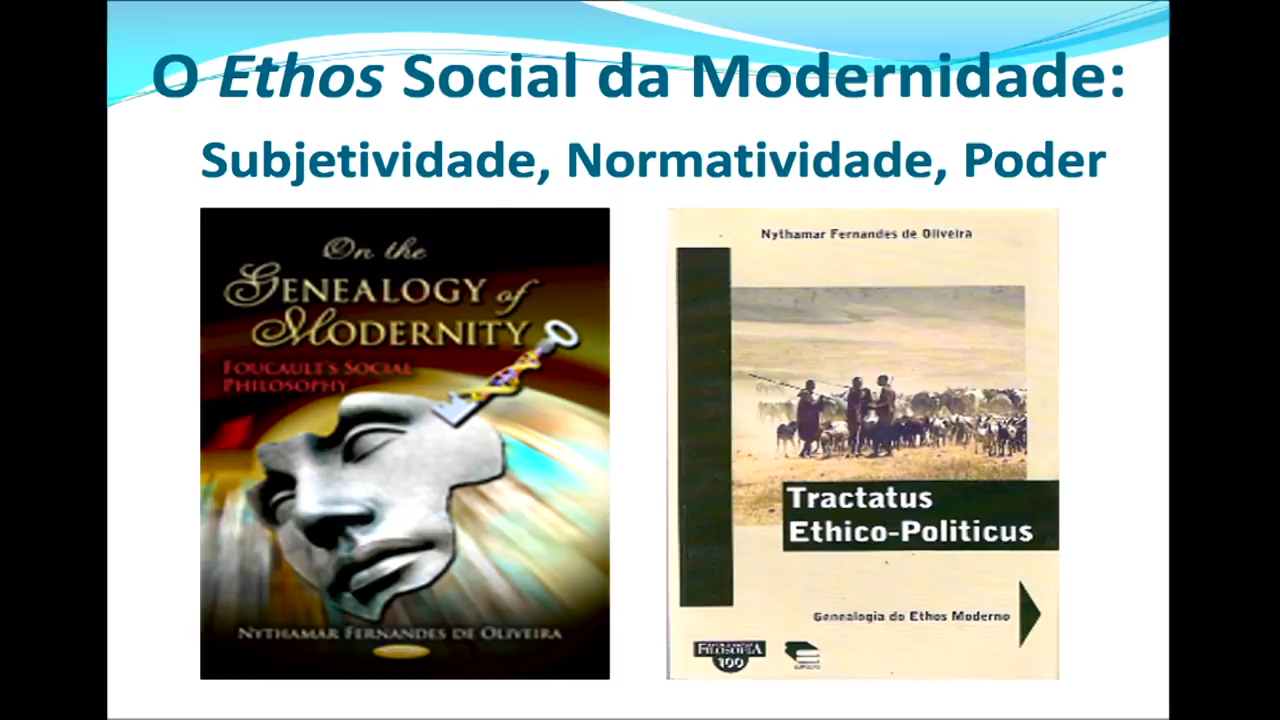 O Ethos Social da Modernidade:
Subjetividade, Normatividade, Poder
On the
GENEALOGY of
MODERNITY
FOUCAULT'S SOCIAL
PHILOSOPHY
NYTHAMAR FERNANDES DE OLIVEIRA
Nythamar Fernandes de Oliveira
Tractatus
Ethico-Politicus
Genealogia do Ethos Moderno
FILOSOFIA
100